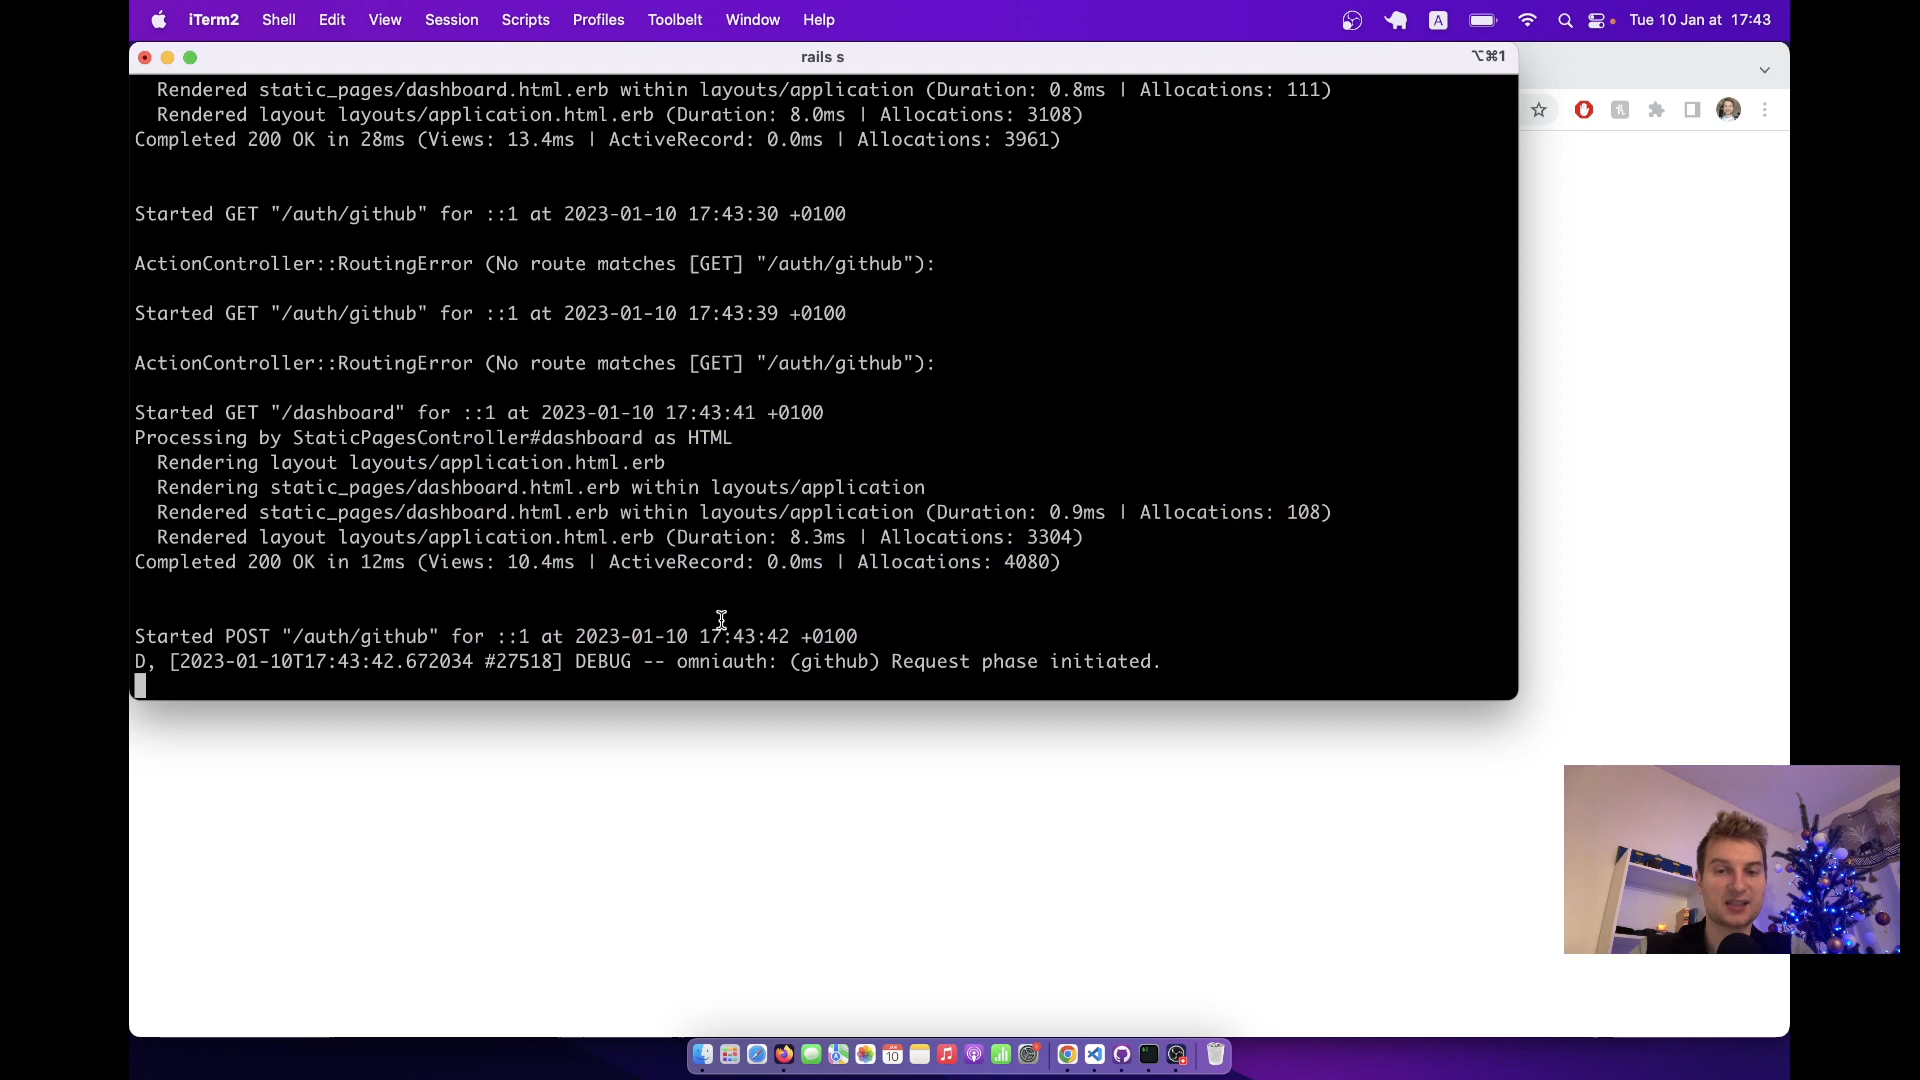 iTerm2 Shell Edit View Session Scripts Profiles Toolbelt Window Help A Tue 10 Jan at 17:43
rails s ⌥⌘1
Rendered static_pages/dashboard.html.erb within layouts/application (Duration: 0.8ms | Allocations: 111)
Rendered layout layouts/application.html.erb (Duration: 8.0ms | Allocations: 3108)
Completed 200 OK in 28ms (Views: 13.4ms | ActiveRecord: 0.0ms | Allocations: 3961)
Started GET "/auth/github" for ::1 at 2023-01-10 17:43:30 +0100
ActionController::RoutingError (No route matches [GET] "/auth/github"):
Started GET "/auth/github" for ::1 at 2023-01-10 17:43:39 +0100
ActionController::RoutingError (No route matches [GET] "/auth/github"):
Started GET "/dashboard" for ::1 at 2023-01-10 17:43:41 +0100
Processing by StaticPagesController#dashboard as HTML
Rendering layout layouts/application.html.erb
Rendering static_pages/dashboard.html.erb within layouts/application
Rendered static_pages/dashboard.html.erb within layouts/application (Duration: 0.9ms | Allocations: 108)
Rendered layout layouts/application.html.erb (Duration: 8.3ms | Allocations: 3304)
Completed 200 OK in 12ms (Views: 10.4ms | ActiveRecord: 0.0ms | Allocations: 4080)
Started POST "/auth/github" for ::1 at 2023-01-10 17:43:42 +0100
D, [2023-01-10T17:43:42.672034 #27518] DEBUG -- omniauth: (github) Request phase initiated.
10